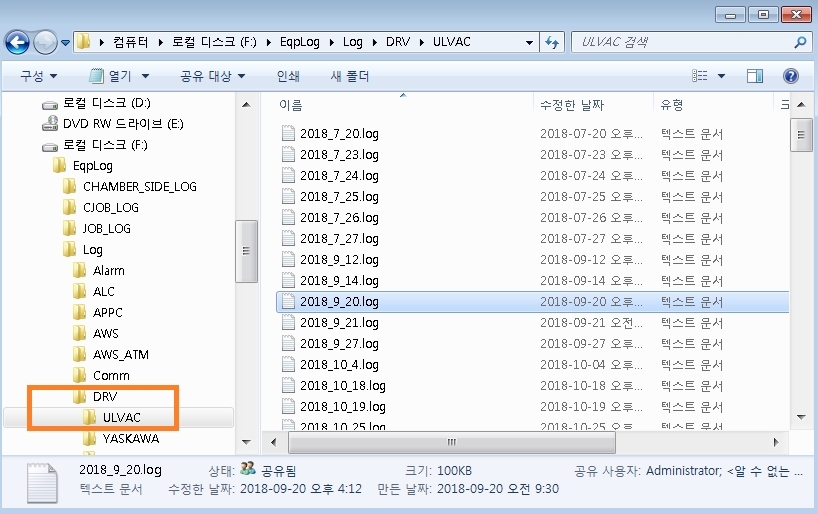 컴퓨터 ▸ 로컬 디스크 (F:) ▸ EqpLog ▸ Log ▸ DRV ▸ ULVAC ULVAC 검색
구성 열기 공유 대상 인쇄 새 폴더
로컬 디스크 (D:)
DVD RW 드라이브 (E:)
로컬 디스크 (F:)
EqpLog
CHAMBER_SIDE_LOG
CJOB_LOG
JOB_LOG
Log
Alarm
ALC
APPC
AWS
AWS_ATM
Comm
DRV
ULVAC
YASKAWA
이름 수정한 날짜 유형 크
2018_7_20.log 2018-07-20 오후... 텍스트 문서
2018_7_23.log 2018-07-23 오후... 텍스트 문서
2018_7_24.log 2018-07-24 오후... 텍스트 문서
2018_7_25.log 2018-07-25 오후... 텍스트 문서
2018_7_26.log 2018-07-26 오후... 텍스트 문서
2018_7_27.log 2018-07-27 오후... 텍스트 문서
2018_9_12.log 2018-09-12 오후... 텍스트 문서
2018_9_14.log 2018-09-14 오후... 텍스트 문서
2018_9_20.log 2018-09-20 오후... 텍스트 문서
2018_9_21.log 2018-09-21 오전... 텍스트 문서
2018_9_27.log 2018-09-27 오후... 텍스트 문서
2018_10_4.log 2018-10-04 오후... 텍스트 문서
2018_10_18.log 2018-10-18 오후... 텍스트 문서
2018_10_19.log 2018-10-19 오후... 텍스트 문서
2018_10_25.log 2018-10-25 오후... 텍스트 문서
2018_9_20.log 상태: 공유됨 크기: 100KB 공유 사용자: Administrator; <알 수 없는 ...
텍스트 문서 수정한 날짜: 2018-09-20 오후 4:12 만든 날짜: 2018-09-20 오전 9:30